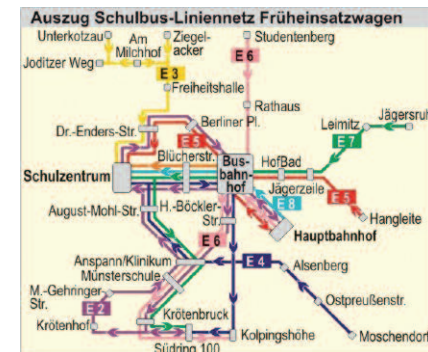 Auszug Schulbus-Liniennetz Früheinsatzwagen
Unterkotzau
Am
Milchhof
Ziegel-
acker
Studentenberg
Joditzer Weg
E 3
E 6
Freiheitshalle
Rathaus
Dr.-Enders-Str.
Berliner Pl.
Leimitz
Jägersruh
E 5
E 7
Blücherstr.
Bus-
bahn-
hof
HofBad
Schulzentrum
Jägerzeile
E 5
August-Mohl-Str.
H.-Böckler-
Str.
E 8
Hangleite
E 6
Hauptbahnhof
Anspann/Klinikum
Münsterschule
E 4
Alsenberg
M.-Gehringer-
Str.
E 2
Ostpreußenstr.
Krötenbruck
Krötenhof
Kolpingshöhe
Moschendorf
Südring 100